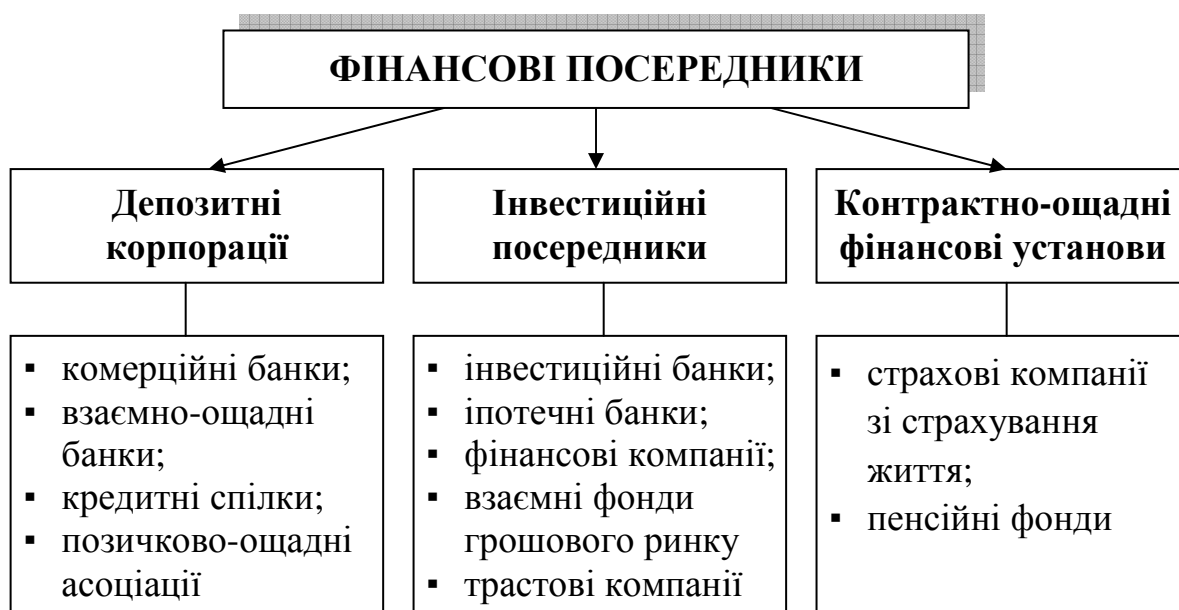 ФІНАНСОВІ ПОСЕРЕДНИКИ
Депозитні
корпорації
▪ комерційні банки;
▪ взаємно-ощадні
банки;
▪ кредитні спілки;
▪ позичково-ощадні
асоціації
Інвестиційні
посередники
▪ інвестиційні банки;
▪ іпотечні банки;
▪ фінансові компанії;
▪ взаємні фонди
грошового ринку
▪ трастові компанії
Контрактно-ощадні
фінансові установи
▪ страхові компанії
зі страхування
життя;
▪ пенсійні фонди